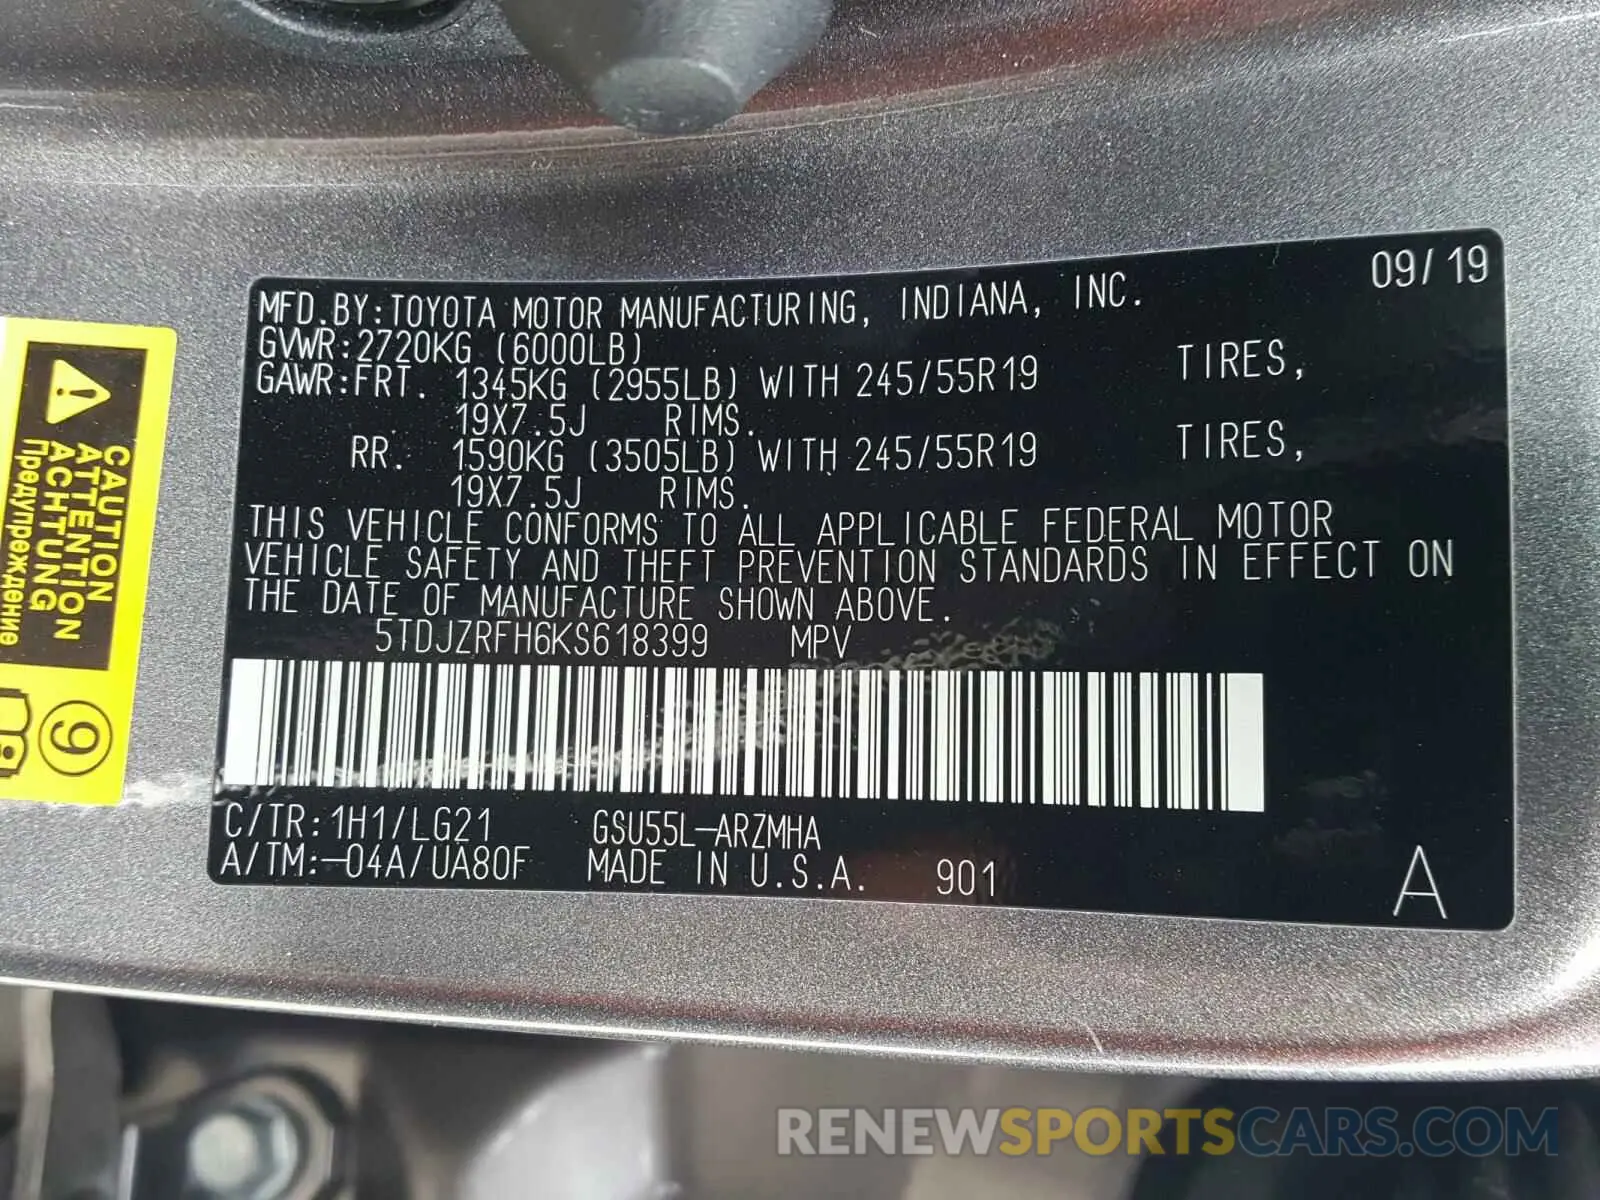 09/19
MFD.BY:TOYOTA MOTOR MANUFACTURING, INDIANA, INC.
GVWR:2720KG (6000LB)
GAWR:FRT. 1345KG (2955LB) WITH 245/55R19 TIRES,
19X7.5J RIMS.
RR. 1590KG (3505LB) WITH 245/55R19 TIRES,
19X7.5J RIMS.
THIS VEHICLE CONFORMS TO ALL APPLICABLE FEDERAL MOTOR
VEHICLE SAFETY AND THEFT PREVENTION STANDARDS IN EFFECT ON
THE DATE OF MANUFACTURE SHOWN ABOVE.
5TDJZRFH6KS618399 MPV
C/TR:1H1/LG21 GSU55L-ARZMHA
A/TM:-04A/UA80F MADE IN U.S.A. 901
A
CAUTION
ATTENTION
ACHTUNG
Предупреждение
9
RENEWSPORTSCARS.COM